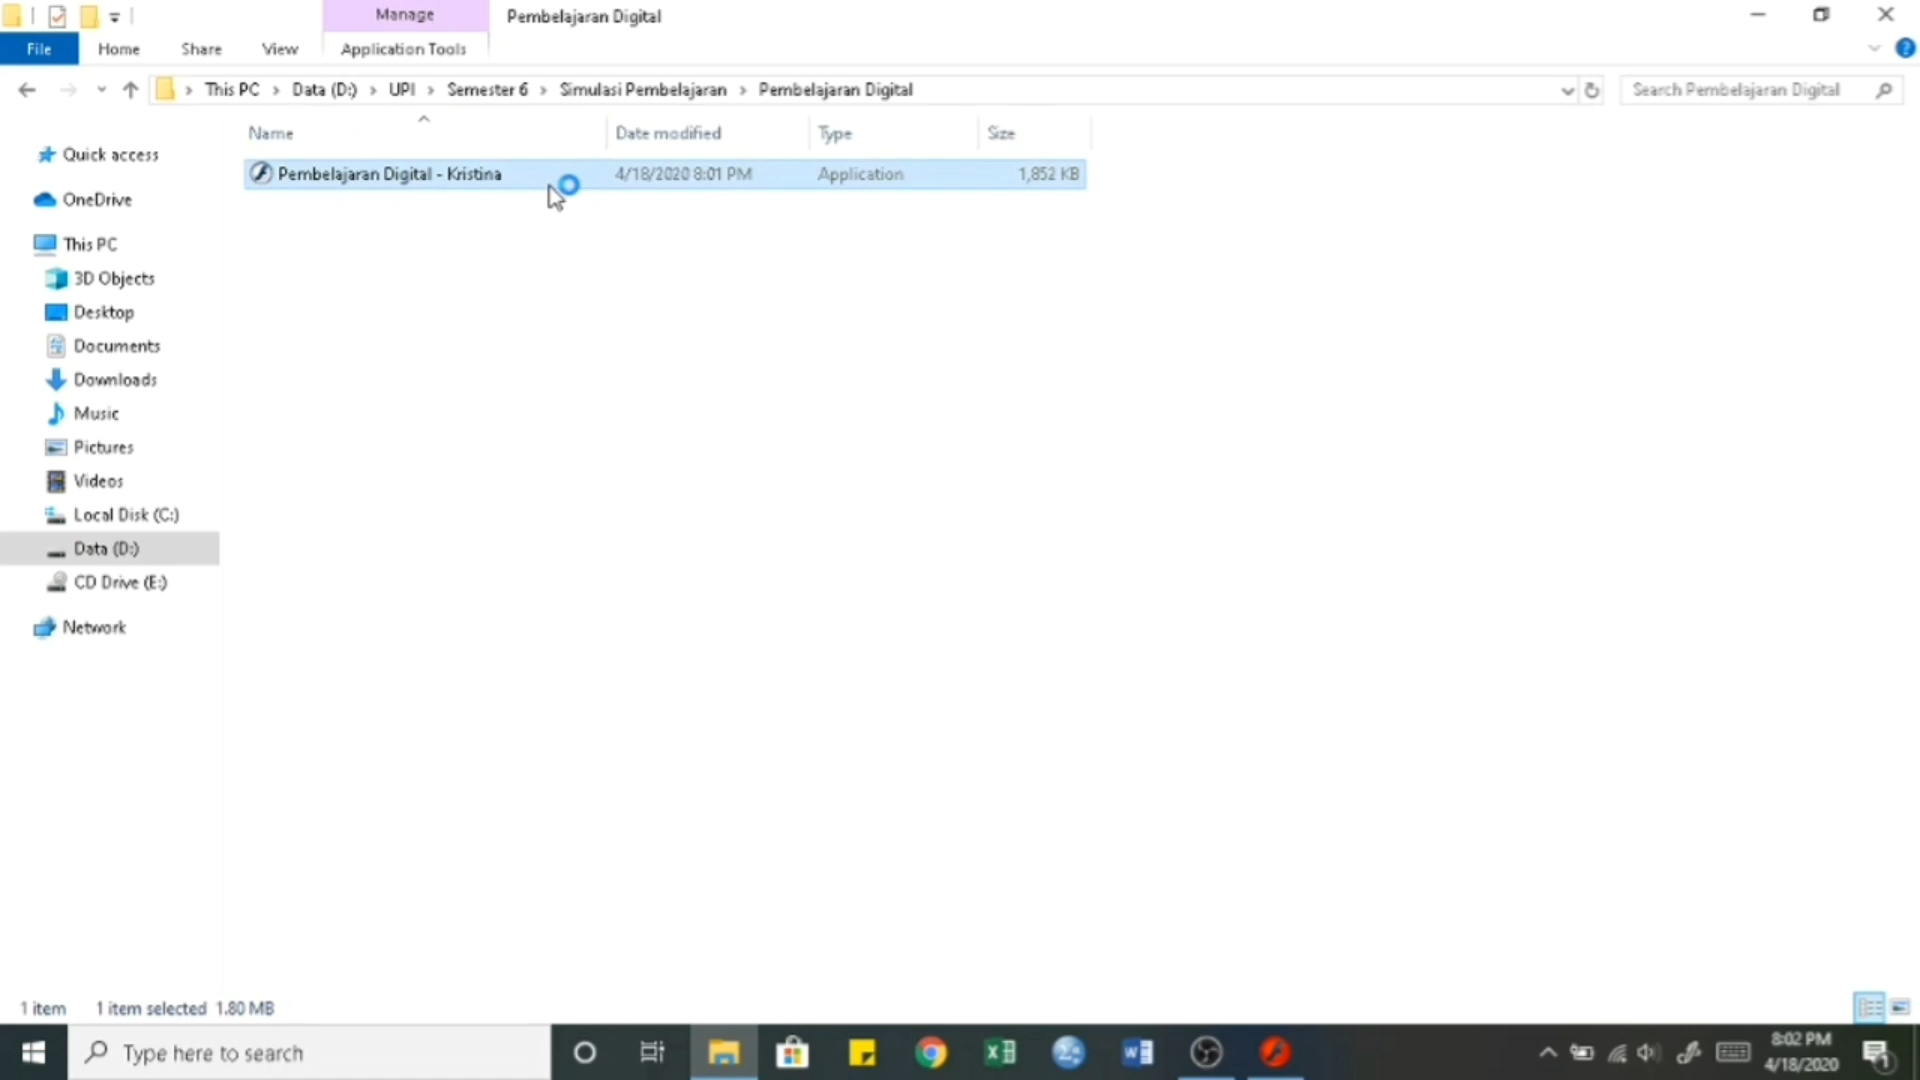 Manage
Pembelajaran Digital
File
Home
Share
View
Application Tools
This PC
Data (D:)
UPI
Semester 6
Simulasi Pembelajaran
Pembelajaran Digital
Search Pembelajaran Digital
Name
Date modified
Type
Size
Pembelajaran Digital - Kristina
4/18/2020 8:01 PM
Application
1,852 KB
Quick access
OneDrive
This PC
3D Objects
Desktop
Documents
Downloads
Music
Pictures
Videos
Local Disk (C:)
Data (D:)
CD Drive (E:)
Network
1 item
1 item selected 1.80 MB
Type here to search
8:02 PM
4/18/2020
1